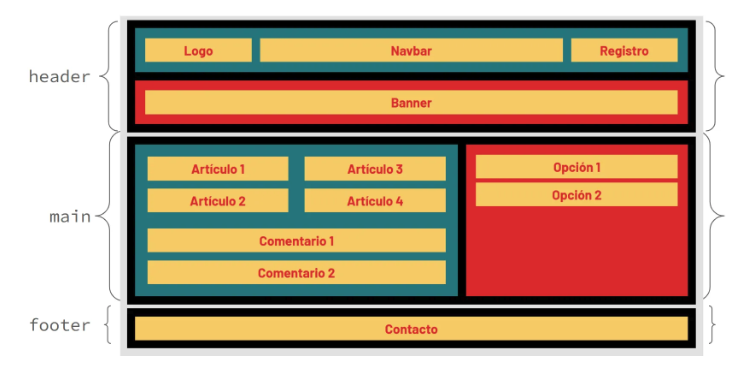 header
Logo
Navbar
Registro
Banner
main
Artículo 1
Artículo 3
Artículo 2
Artículo 4
Comentario 1
Comentario 2
Opción 1
Opción 2
footer
Contacto